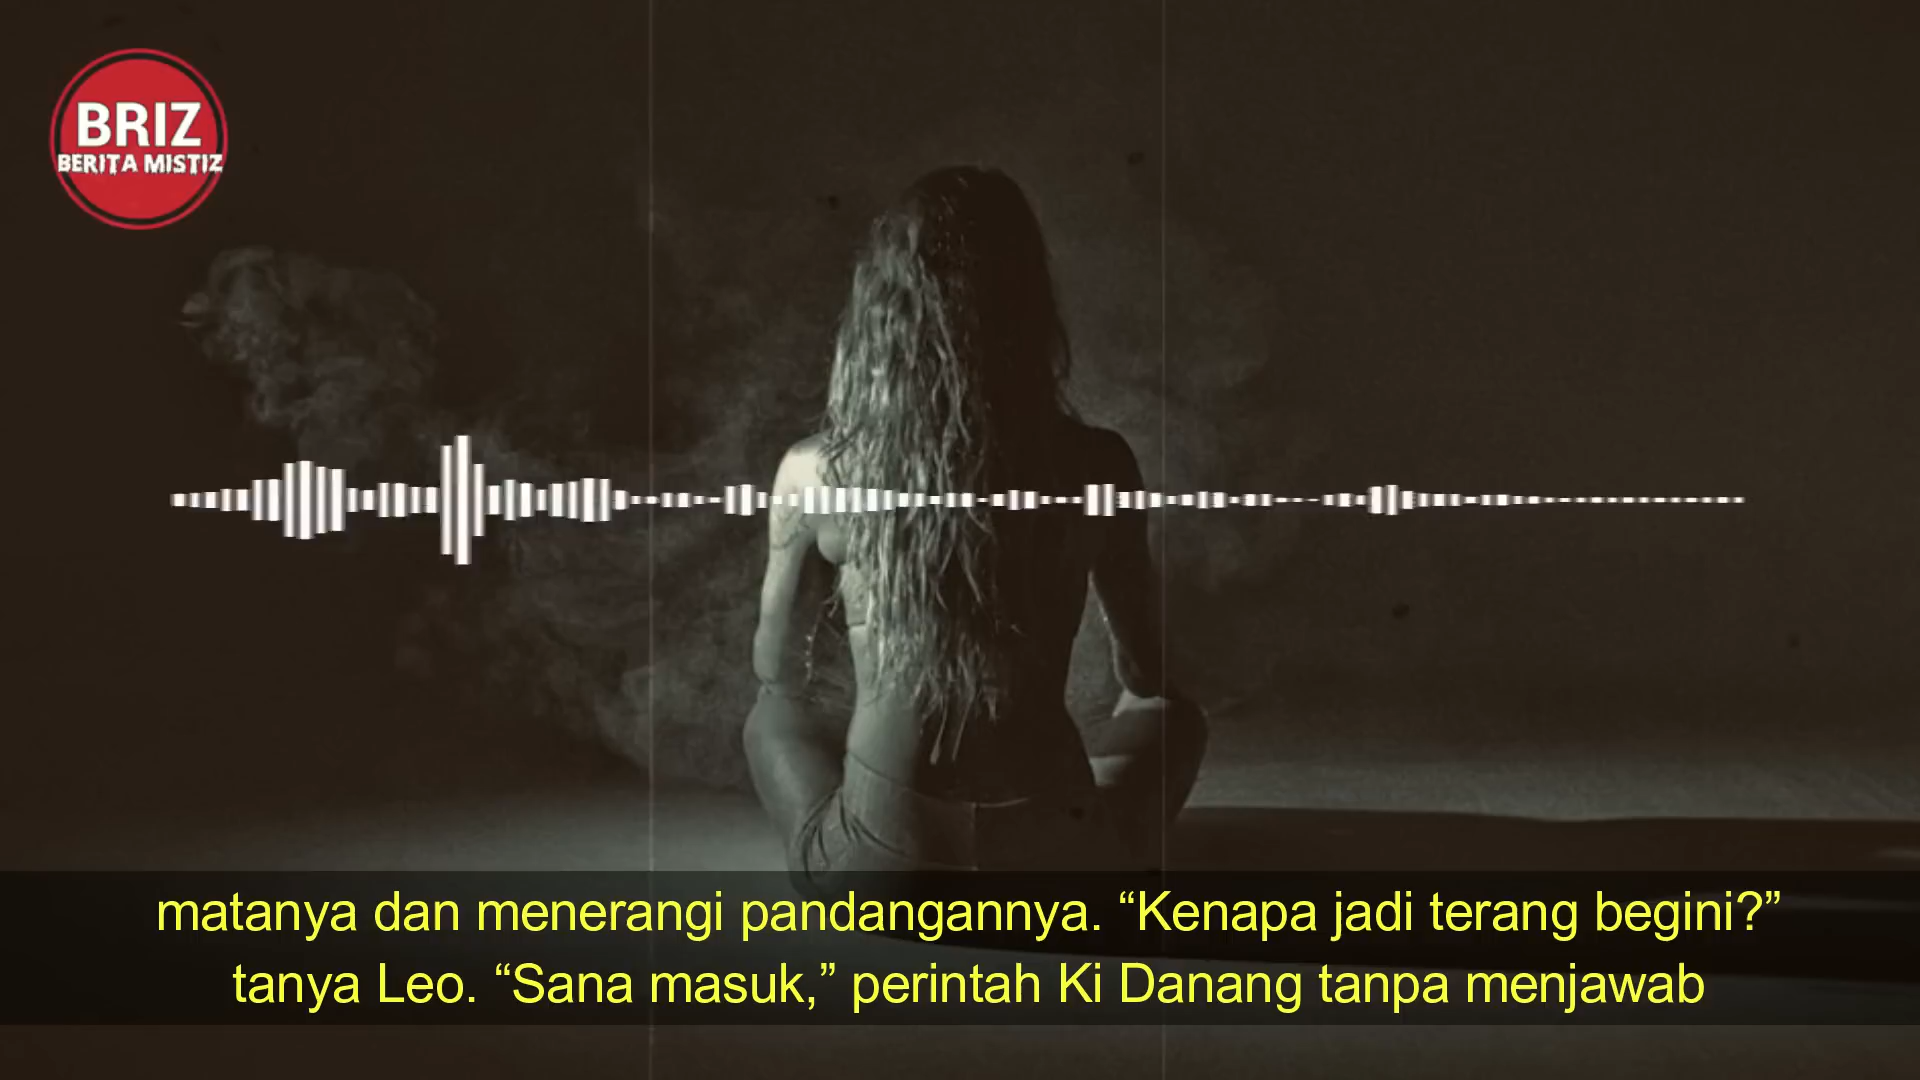 BRIZ
BERITA MISTIZ
matanya dan menerangi pandangannya. “Kenapa jadi terang begini?”
tanya Leo. “Sana masuk,” perintah Ki Danang tanpa menjawab